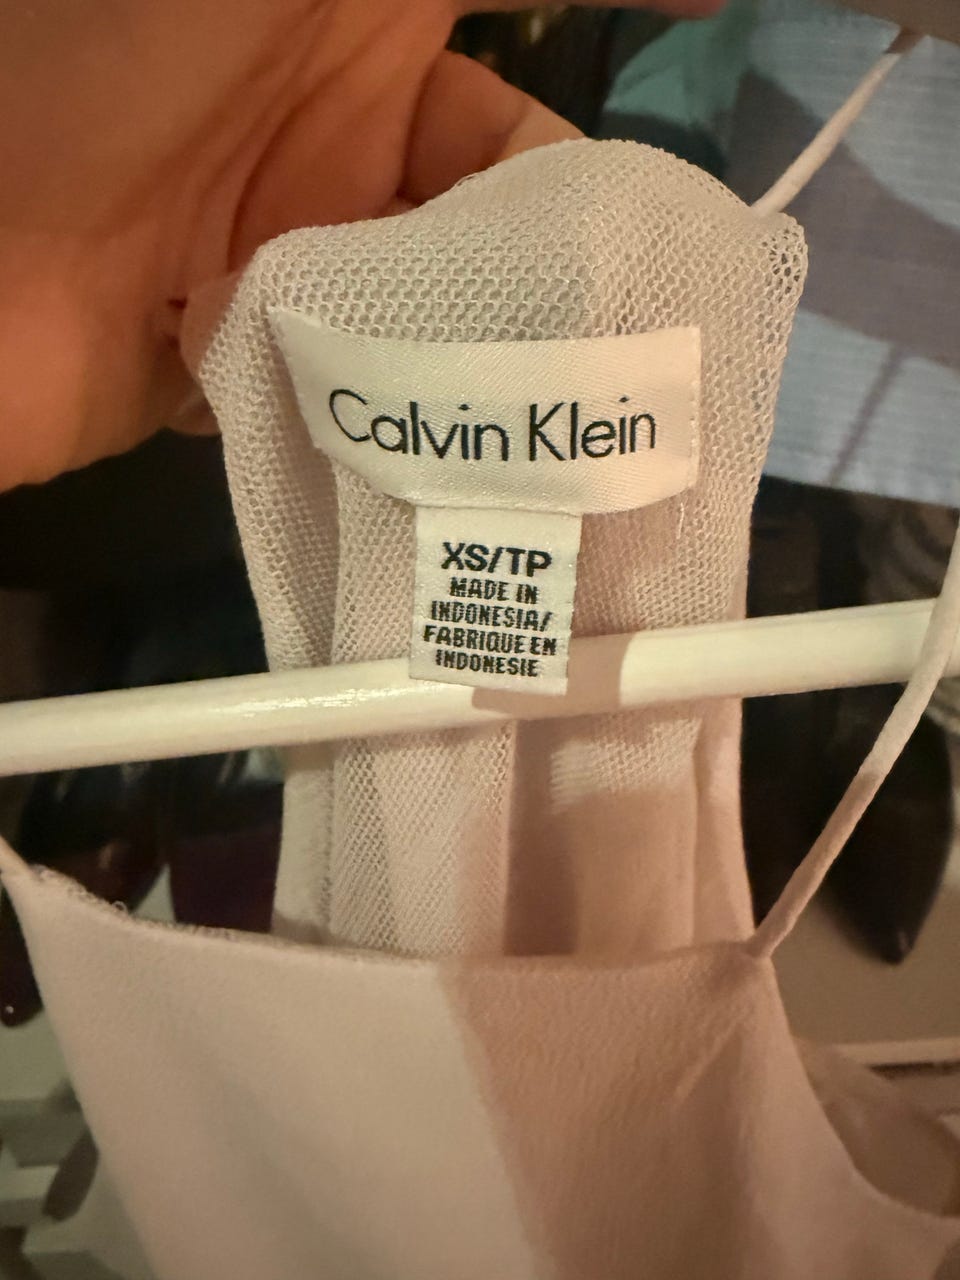 Calvin Klein
XS/TP
MADE IN
INDONESIA/
FABRIQUE EN
INDONESIE